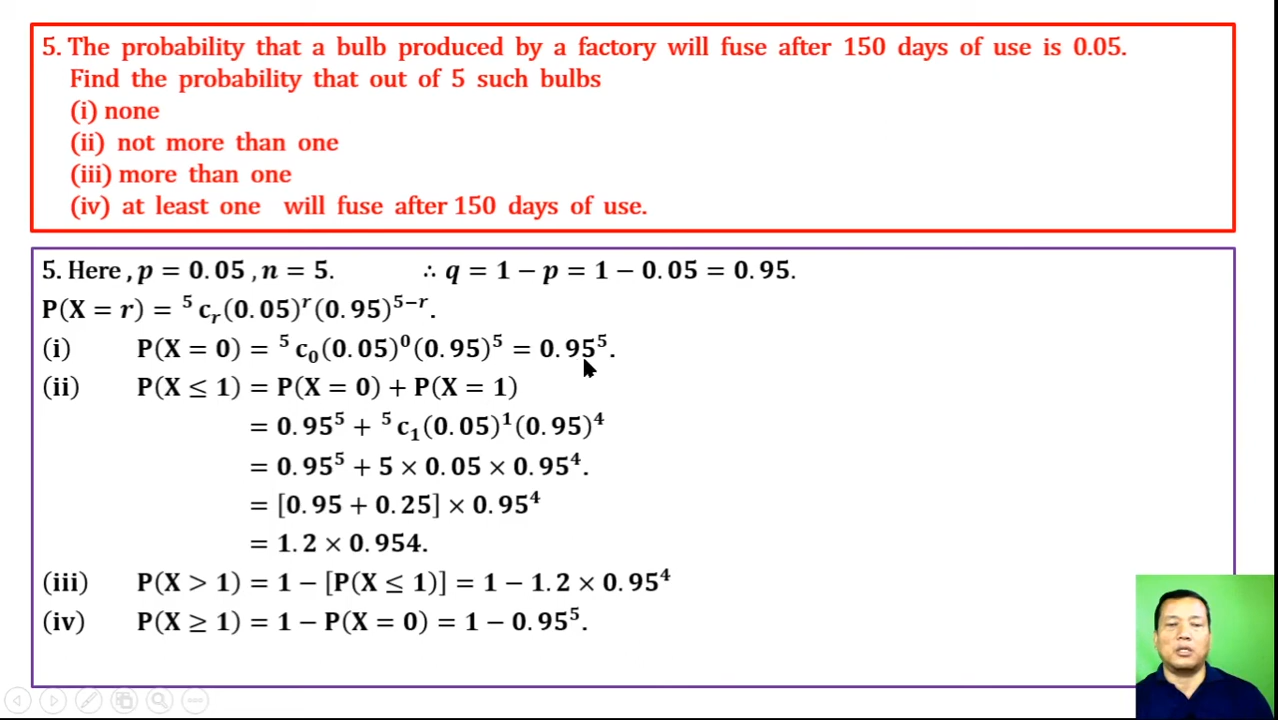 5. The probability that a bulb produced by a factory will fuse after 150 days of use is 0.05.
Find the probability that out of 5 such bulbs
(i) none
(ii) not more than one
(iii) more than one
(iv) at least one will fuse after 150 days of use.
5. Here , p = 0.05 , n = 5. ∴ q = 1 − p = 1 − 0.05 = 0.95.
P(X = r) = ⁵cᵣ(0.05)ʳ(0.95)⁵⁻ʳ.
(i) P(X = 0) = ⁵c₀(0.05)⁰(0.95)⁵ = 0.95⁵.
(ii) P(X ≤ 1) = P(X = 0) + P(X = 1)
= 0.95⁵ + ⁵c₁(0.05)¹(0.95)⁴
= 0.95⁵ + 5 × 0.05 × 0.95⁴.
= [0.95 + 0.25] × 0.95⁴
= 1.2 × 0.954.
(iii) P(X > 1) = 1 − [P(X ≤ 1)] = 1 − 1.2 × 0.95⁴
(iv) P(X ≥ 1) = 1 − P(X = 0) = 1 − 0.95⁵.